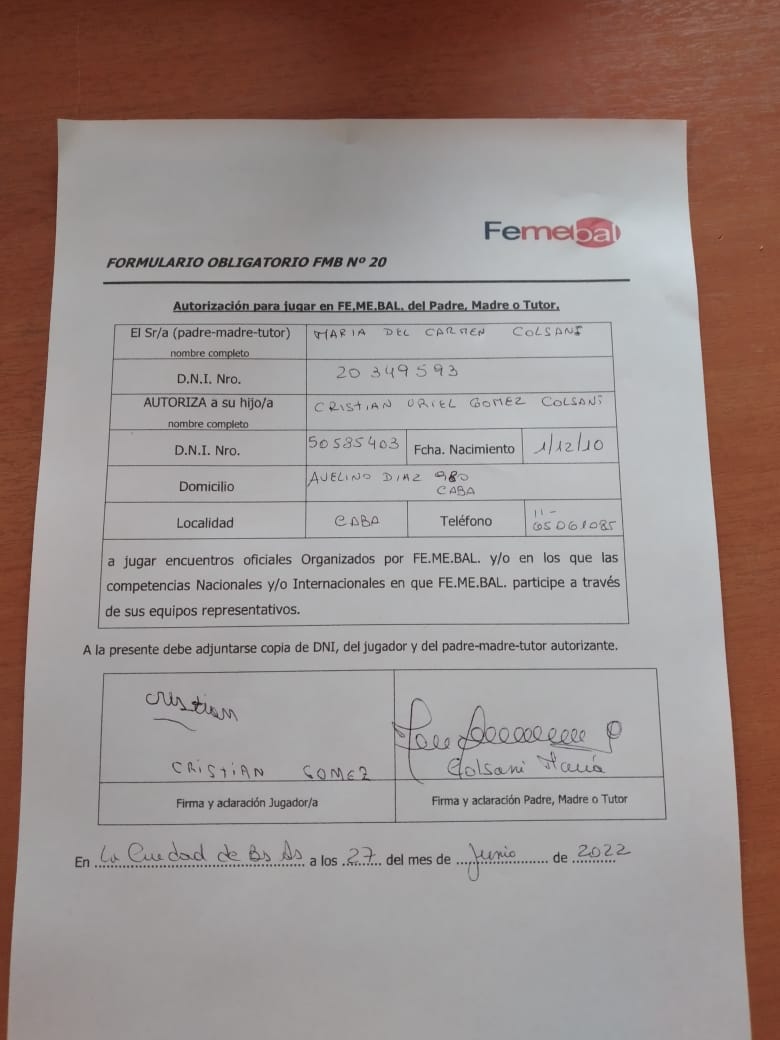 Femebal
FORMULARIO OBLIGATORIO FMB Nº 20
Autorización para jugar en FE.ME.BAL. del Padre, Madre o Tutor.
El Sr/a (padre-madre-tutor) MARIA DEL CARMEN COLSANI
nombre completo
D.N.I. Nro. 20349593
AUTORIZA a su hijo/a CRISTIAN URIEL GOMEZ COLSANI
nombre completo
D.N.I. Nro. 50585403 Fcha. Nacimiento 1/12/10
Domicilio AVELINO DIAZ 980
CABA
Localidad CABA Teléfono 11-
65061085
a jugar encuentros oficiales Organizados por FE.ME.BAL. y/o en los que las
competencias Nacionales y/o Internacionales en que FE.ME.BAL. participe a través
de sus equipos representativos.
A la presente debe adjuntarse copia de DNI, del jugador y del padre-madre-tutor autorizante.
Cristian
CRISTIAN GOMEZ Colsani María
Firma y aclaración Jugador/a Firma y aclaración Padre, Madre o Tutor
En La Ciudad de Bs As a los 27 del mes de Junio de 2022